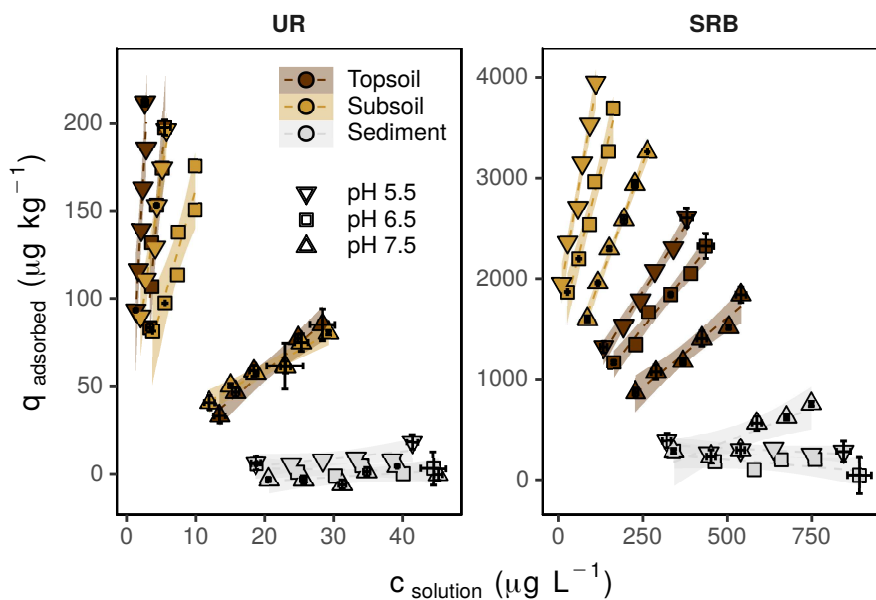 UR SRB
Topsoil
Subsoil
Sediment
pH 5.5
pH 6.5
pH 7.5
q adsorbed (μg kg⁻¹)
200
150
100
50
0
4000
3000
2000
1000
0
0 10 20 30 40
0 250 500 750
c solution (μg L⁻¹)